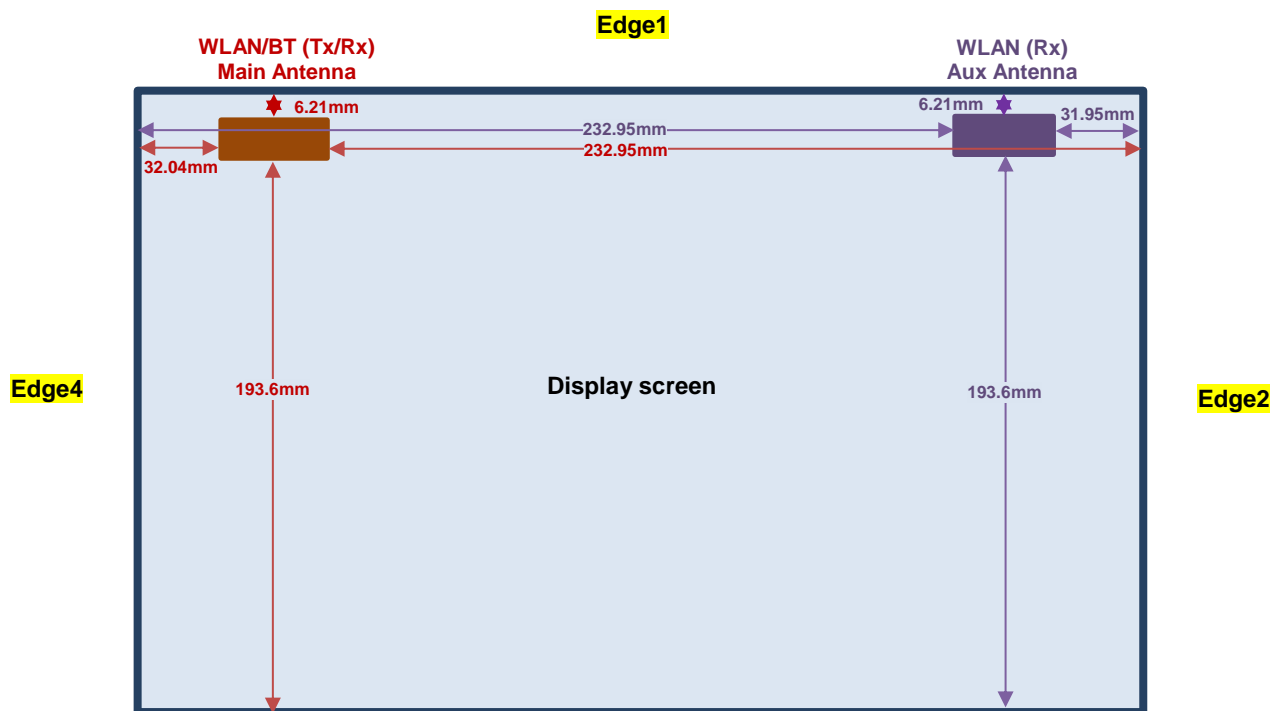 Edge1
WLAN/BT (Tx/Rx)
Main Antenna
WLAN (Rx)
Aux Antenna
6.21mm
6.21mm
31.95mm
232.95mm
232.95mm
32.04mm
Edge4
193.6mm
Display screen
193.6mm
Edge2